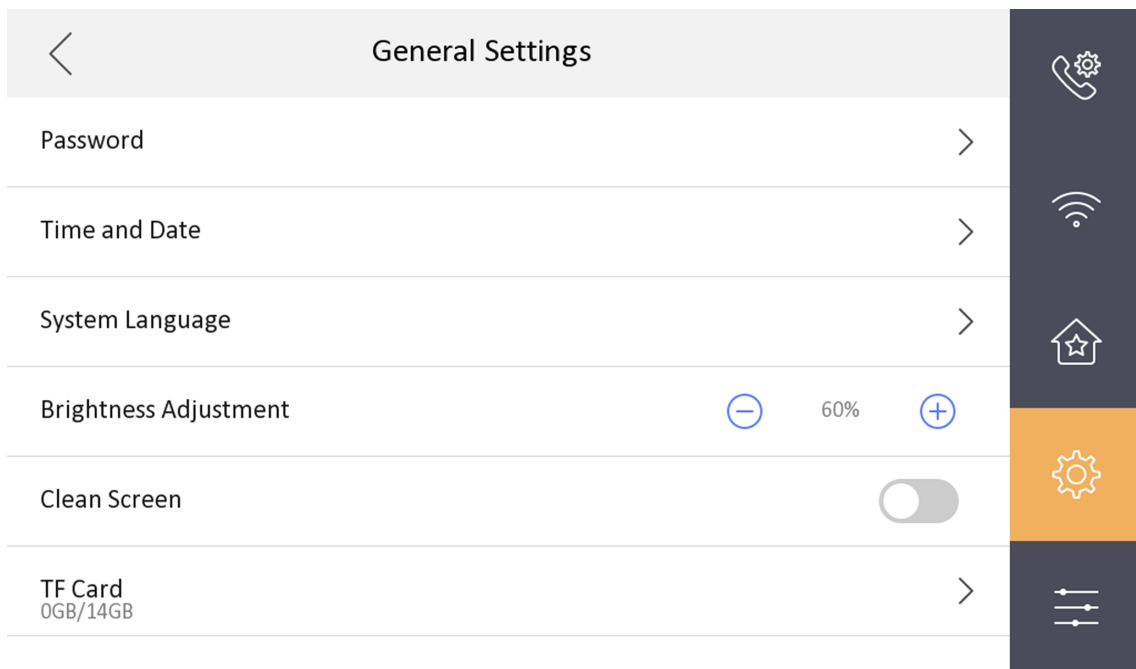 General Settings
Password
Time and Date
System Language
Brightness Adjustment
60%
Clean Screen
TF Card
0GB/14GB